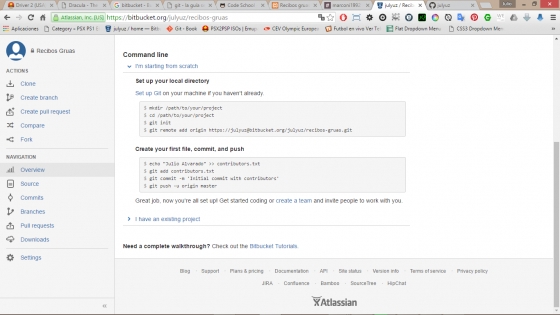 Driver 2 (US)
Dracula - Th
Bitbucket - S
git - la guía
Code School
CEV [192
Recibos gruas
manoro1992
julyuz / Reci
julyuz
Atlassian, Inc. [US] https://bitbucket.org/julyuz/recibos-gruas
Aplicaciones
Category » PSX PS1 I
julyuz / home — Bitb
Git - Book
PSX2PSP ISOs | Emu
CEV Olympic Europe
Futbol en vivo Ver Tv
Flat Dropdown Menu
CSS3 Dropdown Me
Recibos Gruas
ACTIONS
Clone
Create branch
Create pull request
Compare
Fork
NAVIGATION
Overview
Source
Commits
Branches
Pull requests
Downloads
Settings
Command line
I'm starting from scratch
Set up your local directory
Set up Git on your machine if you haven't already.
$ mkdir /path/to/your/project
$ cd /path/to/your/project
$ git init
$ git remote add origin https://julyuz@bitbucket.org/julyuz/recibos-gruas.git
Create your first file, commit, and push
$ echo "Julio Alvarado" >> contributors.txt
$ git add contributors.txt
$ git commit -m 'Initial commit with contributors'
$ git push -u origin master
Great job, now you're all set up! Get started coding or create a team and invite people to work with you.
I have an existing project
Need a complete walkthrough? Check out the Bitbucket Tutorials
Blog Support Plans & pricing Documentation API Site status Version info Terms of service Privacy policy
JIRA Confluence Bamboo SourceTree HipChat
Atlassian